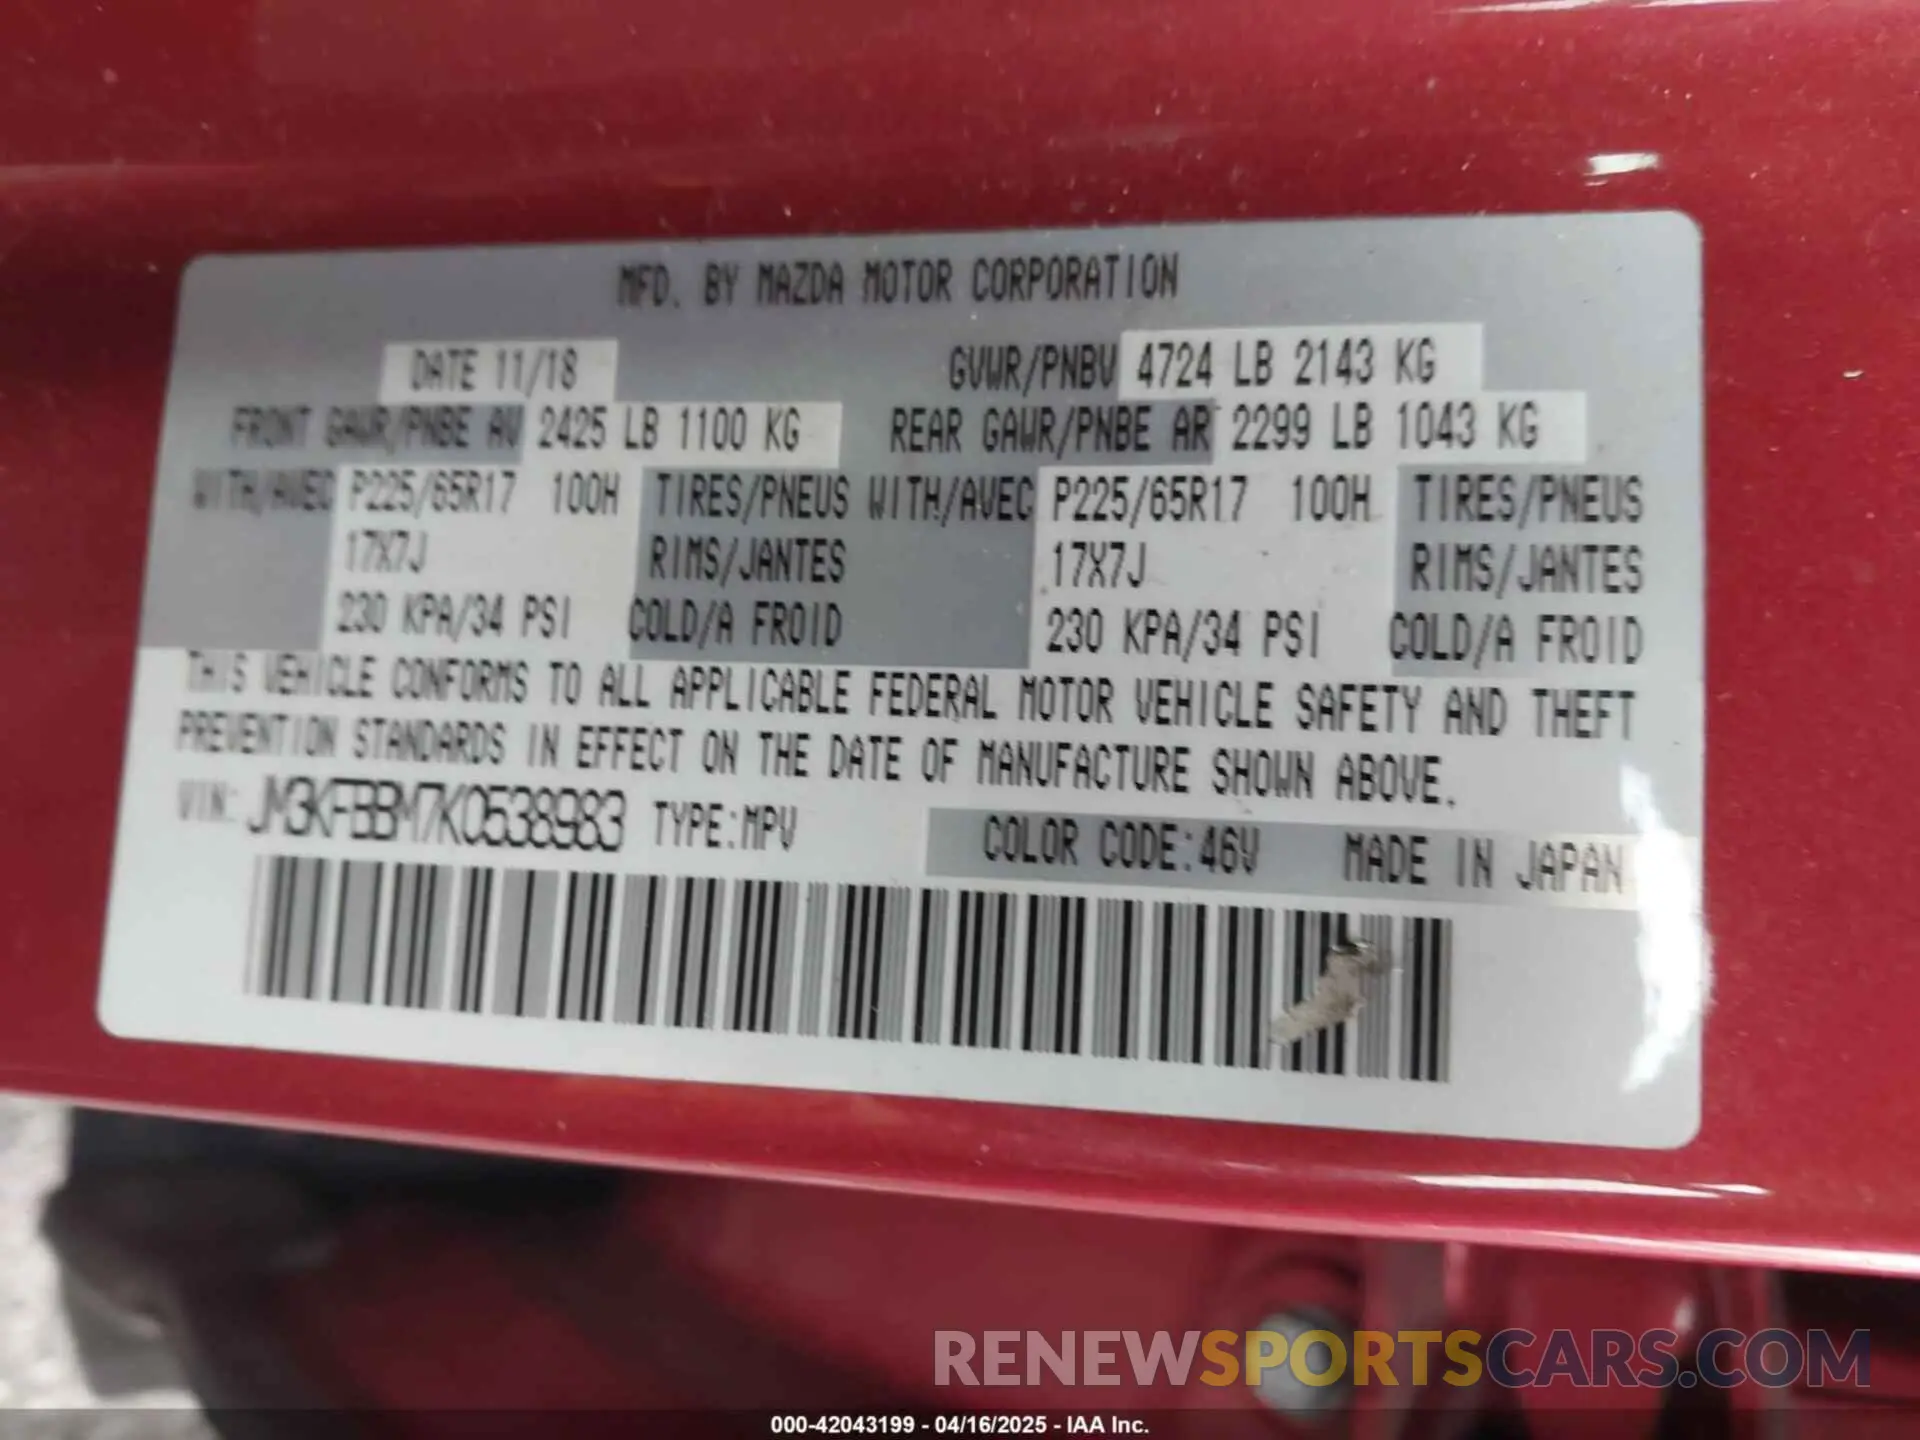 MFD. BY MAZDA MOTOR CORPORATION
DATE 11/18 GVWR/PNBV 4724 LB 2143 KG
FRONT GAWR/PNBE AV 2425 LB 1100 KG REAR GAWR/PNBE AR 2299 LB 1043 KG
WITH/AVEC P225/65R17 100H TIRES/PNEUS WITH/AVEC P225/65R17 100H TIRES/PNEUS
17X7J RIMS/JANTES 17X7J RIMS/JANTES
230 KPA/34 PSI COLD/A FROID 230 KPA/34 PSI COLD/A FROID
THIS VEHICLE CONFORMS TO ALL APPLICABLE FEDERAL MOTOR VEHICLE SAFETY AND THEFT
PREVENTION STANDARDS IN EFFECT ON THE DATE OF MANUFACTURE SHOWN ABOVE.
VIN: JM3KFBBM7K0538983 TYPE:MPV COLOR CODE:46V MADE IN JAPAN
RENEWSPORTSCARS.COM
000-42043199 - 04/16/2025 - IAA Inc.